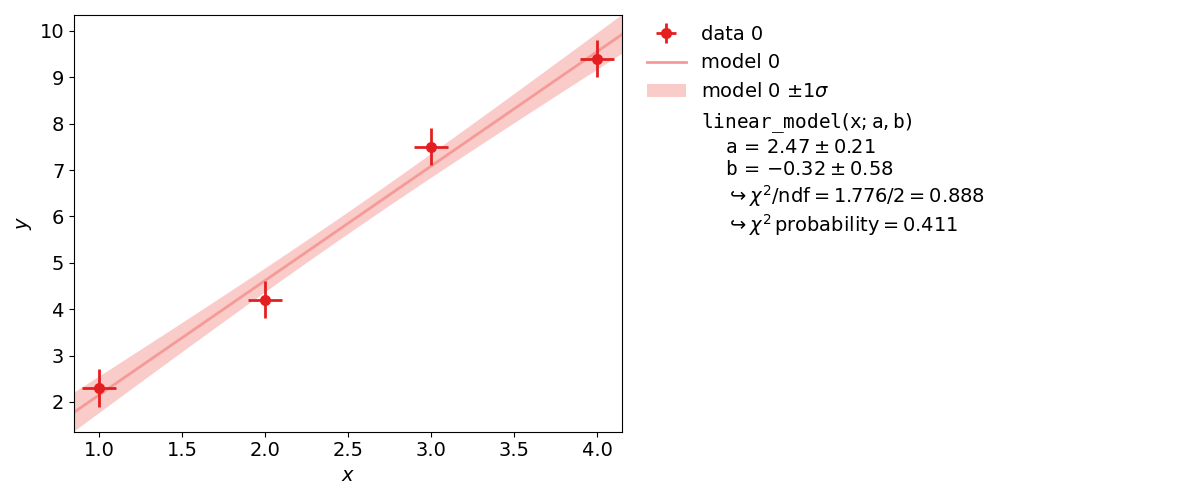 10
9
8
7
6
5
4
3
2
y
1.0 1.5 2.0 2.5 3.0 3.5 4.0
x
data 0
model 0
model 0 ±1σ
linear_model(x; a, b)
a = 2.47 ± 0.21
b = −0.32 ± 0.58
↪ χ²/ndf = 1.776/2 = 0.888
↪ χ² probability = 0.411